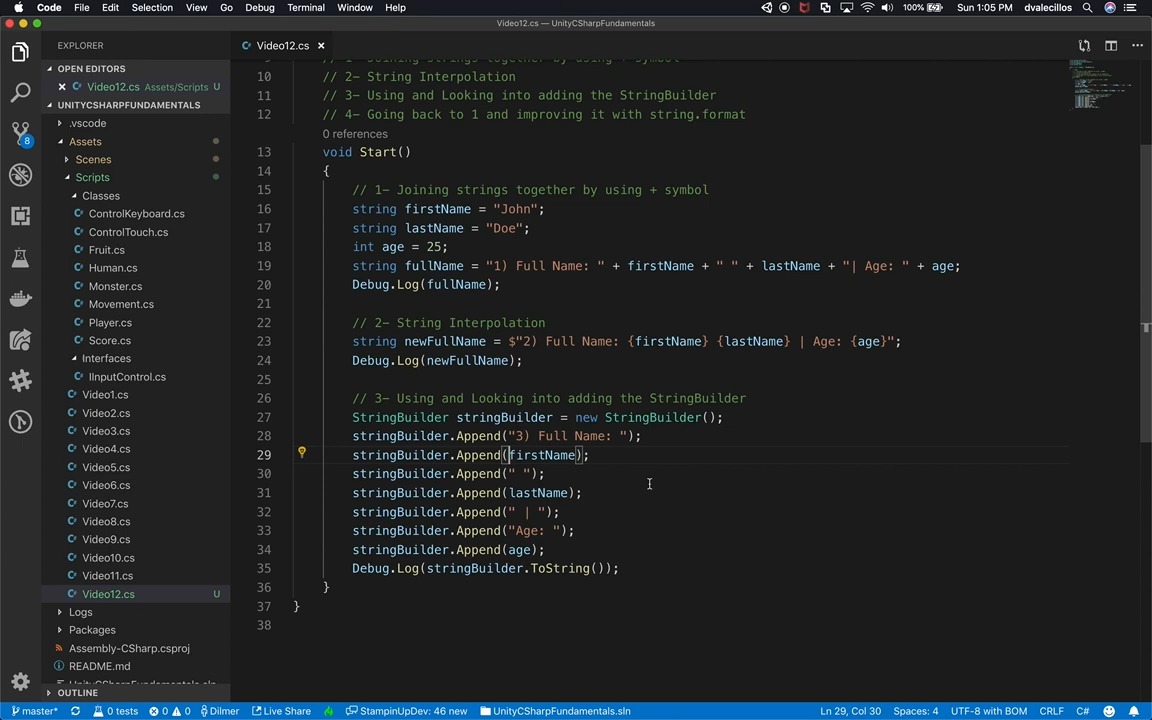 Code File Edit Selection View Go Debug Terminal Window Help 100% Sun 1:05 PM dvalecillos
Video12.cs — UnityCSharpFundamentals
EXPLORER
OPEN EDITORS
Video12.cs Assets/Scripts U
UNITYCSHARPFUNDAMENTALS
.vscode
Assets
Scenes
Scripts
Classes
ControlKeyboard.cs
ControlTouch.cs
Fruit.cs
Human.cs
Monster.cs
Movement.cs
Player.cs
Score.cs
Interfaces
IInputControl.cs
Video1.cs
Video2.cs
Video3.cs
Video4.cs
Video5.cs
Video6.cs
Video7.cs
Video8.cs
Video9.cs
Video10.cs
Video11.cs
Video12.cs U
Logs
Packages
Assembly-CSharp.csproj
README.md
UnityCSharpFundamentals.sln
OUTLINE
8
Video12.cs
9 // 1- Joining strings together by using + symbol
10 // 2- String Interpolation
11 // 3- Using and Looking into adding the StringBuilder
12 // 4- Going back to 1 and improving it with string.format
0 references
13 void Start()
14 {
15 // 1- Joining strings together by using + symbol
16 string firstName = "John";
17 string lastName = "Doe";
18 int age = 25;
19 string fullName = "1) Full Name: " + firstName + " " + lastName + "| Age: " + age;
20 Debug.Log(fullName);
21
22 // 2- String Interpolation
23 string newFullName = $"2) Full Name: {firstName} {lastName} | Age: {age}";
24 Debug.Log(newFullName);
25
26 // 3- Using and Looking into adding the StringBuilder
27 StringBuilder stringBuilder = new StringBuilder();
28 stringBuilder.Append("3) Full Name: ");
29 stringBuilder.Append(firstName);
30 stringBuilder.Append(" ");
31 stringBuilder.Append(lastName);
32 stringBuilder.Append(" | ");
33 stringBuilder.Append("Age: ");
34 stringBuilder.Append(age);
35 Debug.Log(stringBuilder.ToString());
36 }
37 }
38
master* 0 tests 0 0 Dilmer Live Share StampinUpDev: 46 new UnityCSharpFundamentals.sln Ln 29, Col 30 Spaces: 4 UTF-8 with BOM CRLF C#